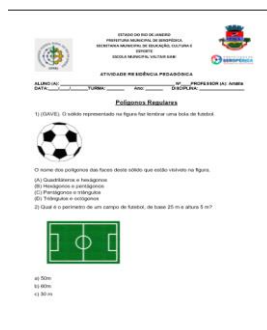 ESTADO DO RIO DE JANEIRO
PREFEITURA MUNICIPAL DE SEROPÉDICA
SECRETARIA MUNICIPAL DE EDUCAÇÃO, CULTURA E
ESPORTE
ESCOLA MUNICIPAL
SEROPÉDICA
ATIVIDADE RESIDÊNCIA PEDAGÓGICA
ALUNO (A): Nº PROFESSOR (A):
DATA: / / TURMA: Ano: DISCIPLINA:
Polígonos Regulares
1) (GAVE). O sólido representado na figura faz lembrar uma bola de futebol.
O nome dos polígonos das faces deste sólido que estão visíveis na figura.
(A) Quadriláteros e hexágonos
(B) Hexágonos e pentágonos
(C) Pentágonos e triângulos
(D) Triângulos e octógonos
2) Qual é o perímetro de um campo de futebol, de base 25 m e altura 5 m?
a) 50m
b) 60m
c) 30 m